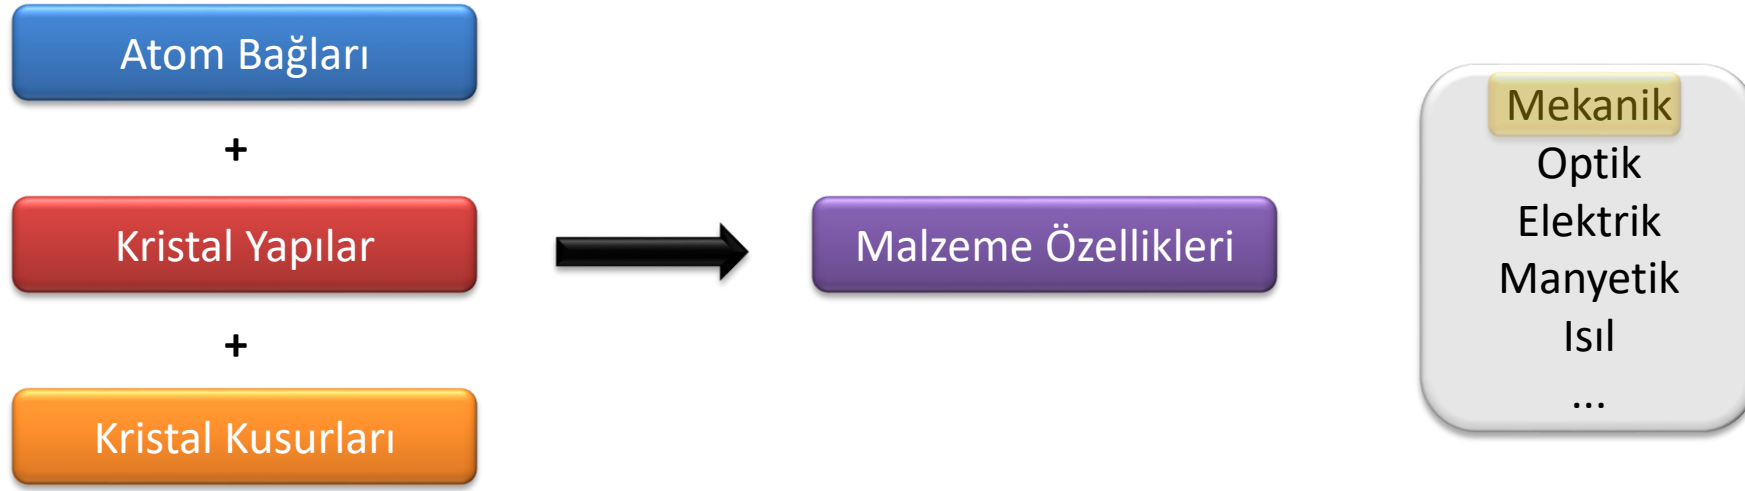 Atom Bağları
+
Kristal Yapılar
+
Kristal Kusurları
Malzeme Özellikleri
Mekanik
Optik
Elektrik
Manyetik
Isıl
...